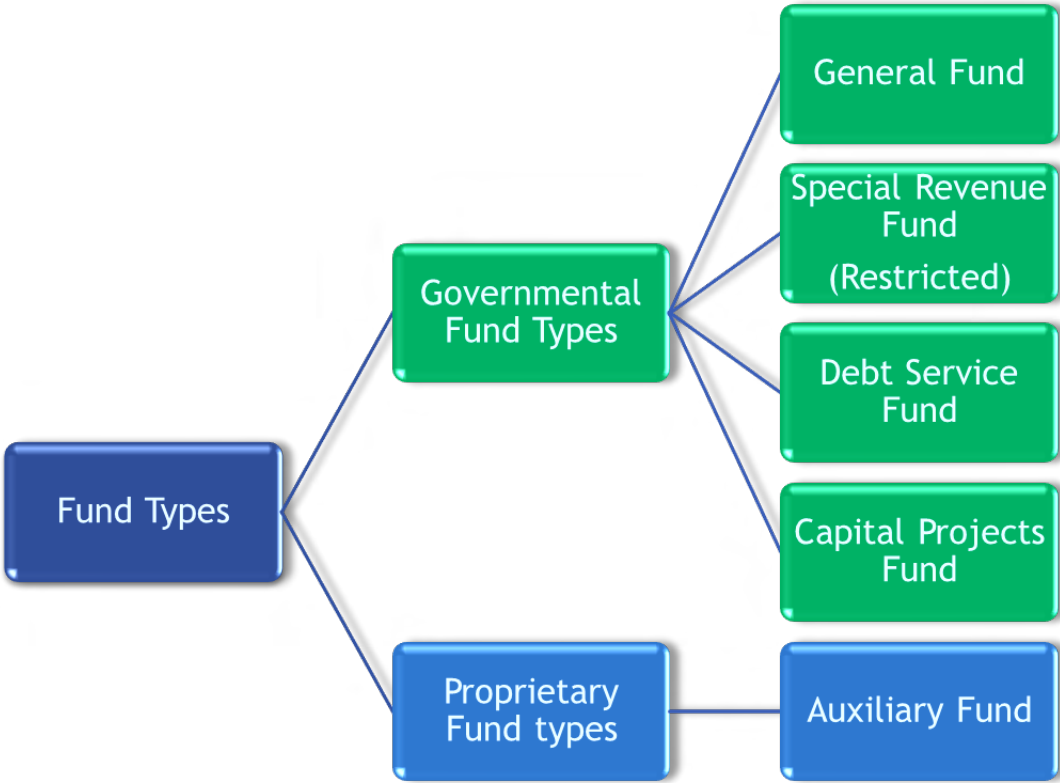 General Fund
Special Revenue
Fund
(Restricted)
Governmental
Fund Types
Debt Service
Fund
Fund Types
Capital Projects
Fund
Proprietary
Fund types
Auxiliary Fund